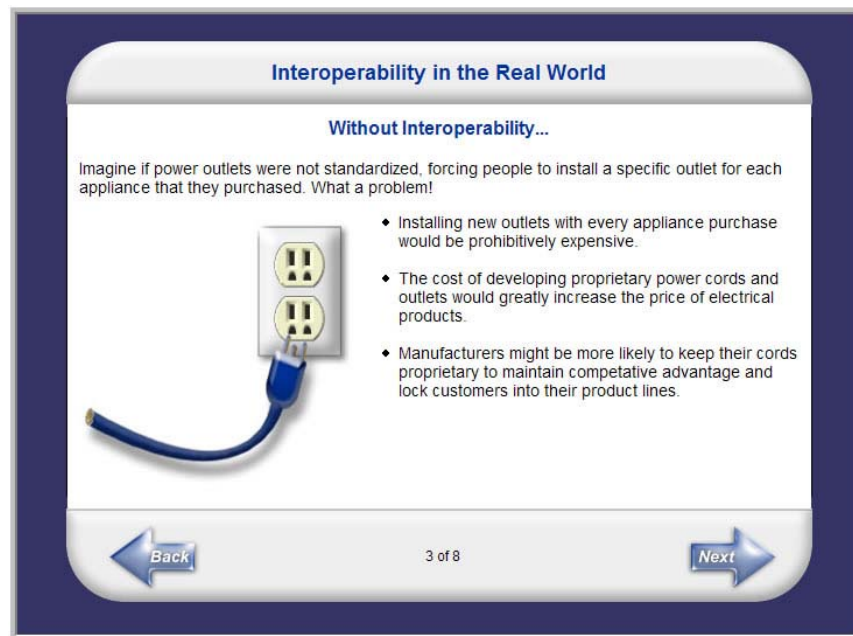 Interoperability in the Real World
Without Interoperability...
Imagine if power outlets were not standardized, forcing people to install a specific outlet for each
appliance that they purchased. What a problem!
Installing new outlets with every appliance purchase
would be prohibitively expensive.
The cost of developing proprietary power cords and
outlets would greatly increase the price of electrical
products.
Manufacturers might be more likely to keep their cords
proprietary to maintain competative advantage and
lock customers into their product lines.
Back
3 of 8
Next